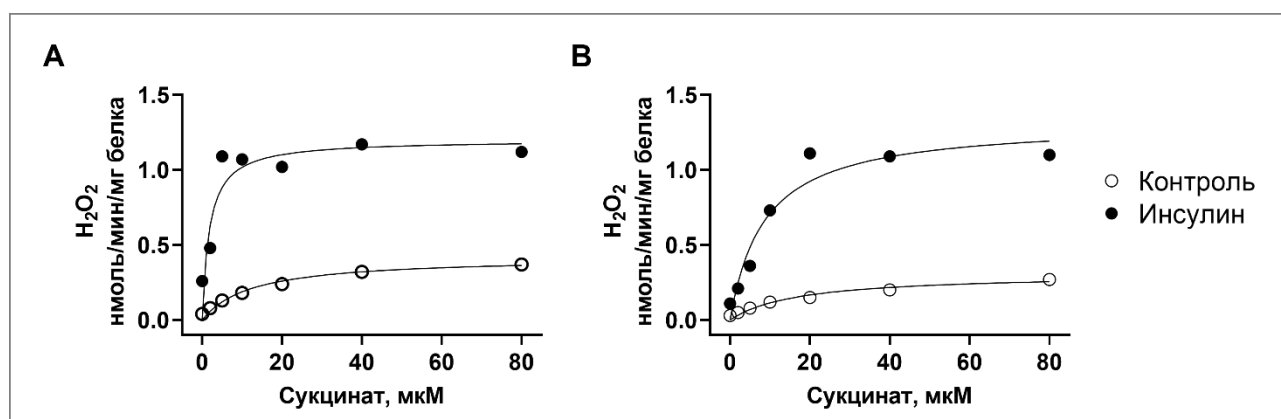 A
H₂O₂
нмоль/мин/мг белка
1.5
1.0
0.5
0.0
0 20 40 60 80
Сукцинат, мкМ
B
H₂O₂
нмоль/мин/мг белка
1.5
1.0
0.5
0.0
0 20 40 60 80
Сукцинат, мкМ
Контроль
Инсулин